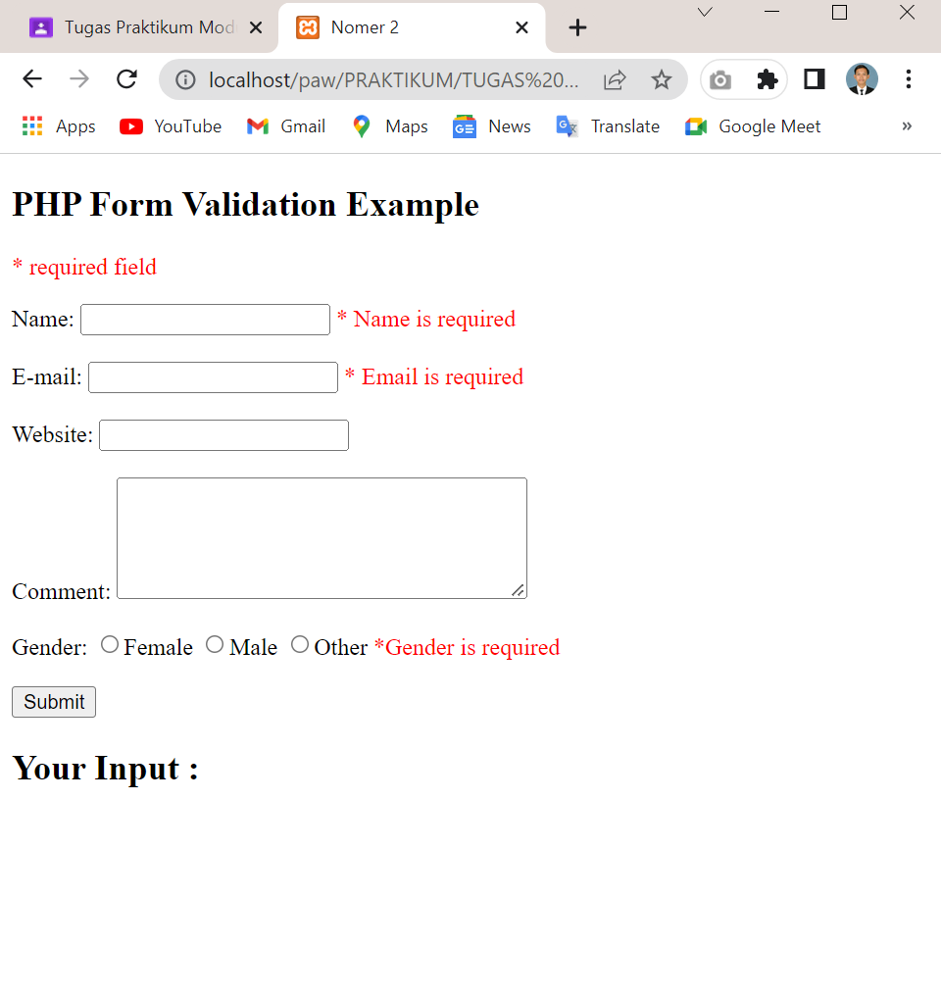 Tugas Praktikum Mod
Nomer 2
localhost/paw/PRAKTIKUM/TUGAS%20...
Apps YouTube Gmail Maps News Translate Google Meet »
PHP Form Validation Example
* required field
Name: * Name is required
E-mail: * Email is required
Website:
Comment:
Gender: Female Male Other *Gender is required
Submit
Your Input :